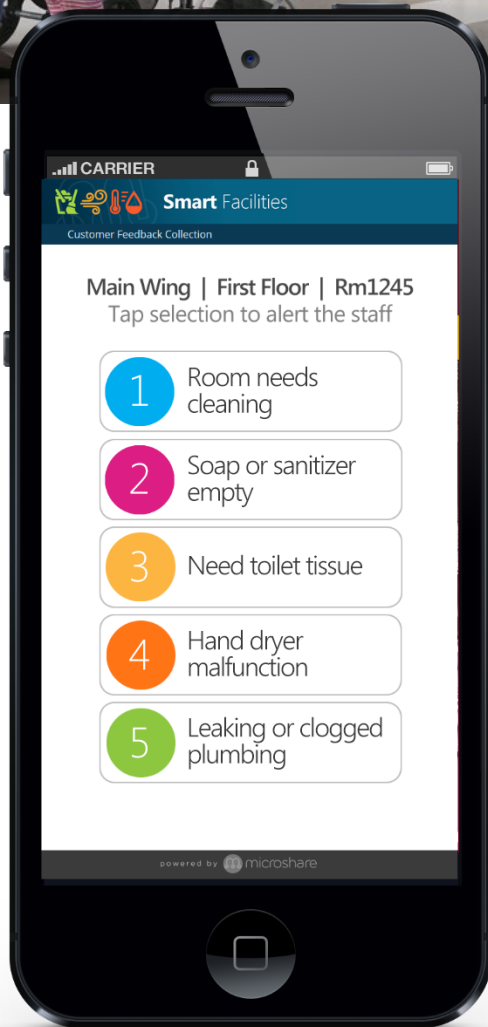 CARRIER
Smart Facilities
Customer Feedback Collection
Main Wing | First Floor | Rm1245
Tap selection to alert the staff
1 Room needs
cleaning
2 Soap or sanitizer
empty
3 Need toilet tissue
4 Hand dryer
malfunction
5 Leaking or clogged
plumbing
powered by m microshare